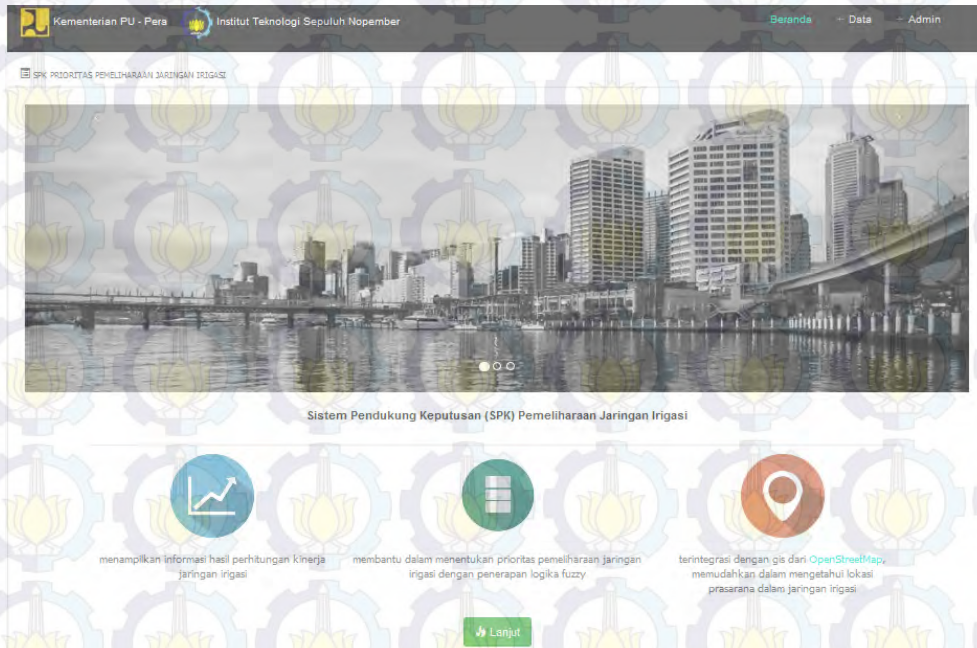 Kementerian PU - Pera Institut Teknologi Sepuluh Nopember Beranda Data Admin
SPK PRIORITAS PEMELIHARAAN JARINGAN IRIGASI
Sistem Pendukung Keputusan (SPK) Pemeliharaan Jaringan Irigasi
menampilkan informasi hasil perhitungan kinerja
jaringan irigasi
membantu dalam menentukan prioritas pemeliharaan jaringan
irigasi dengan penerapan logika fuzzy
terintegrasi dengan gis dari OpenStreetMap,
memudahkan dalam mengetahui lokasi
prasarana dalam jaringan irigasi
Lanjut